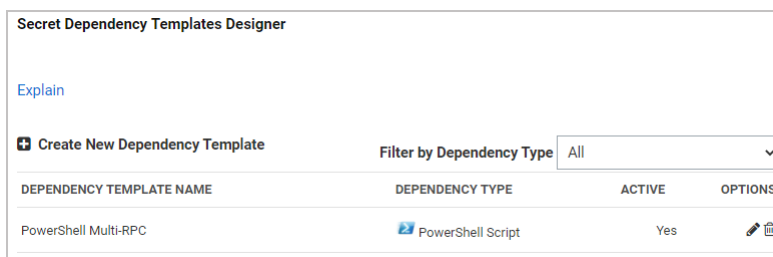 Secret Dependency Templates Designer
Explain
Create New Dependency Template
Filter by Dependency Type All
DEPENDENCY TEMPLATE NAME DEPENDENCY TYPE ACTIVE OPTIONS
PowerShell Multi-RPC PowerShell Script Yes